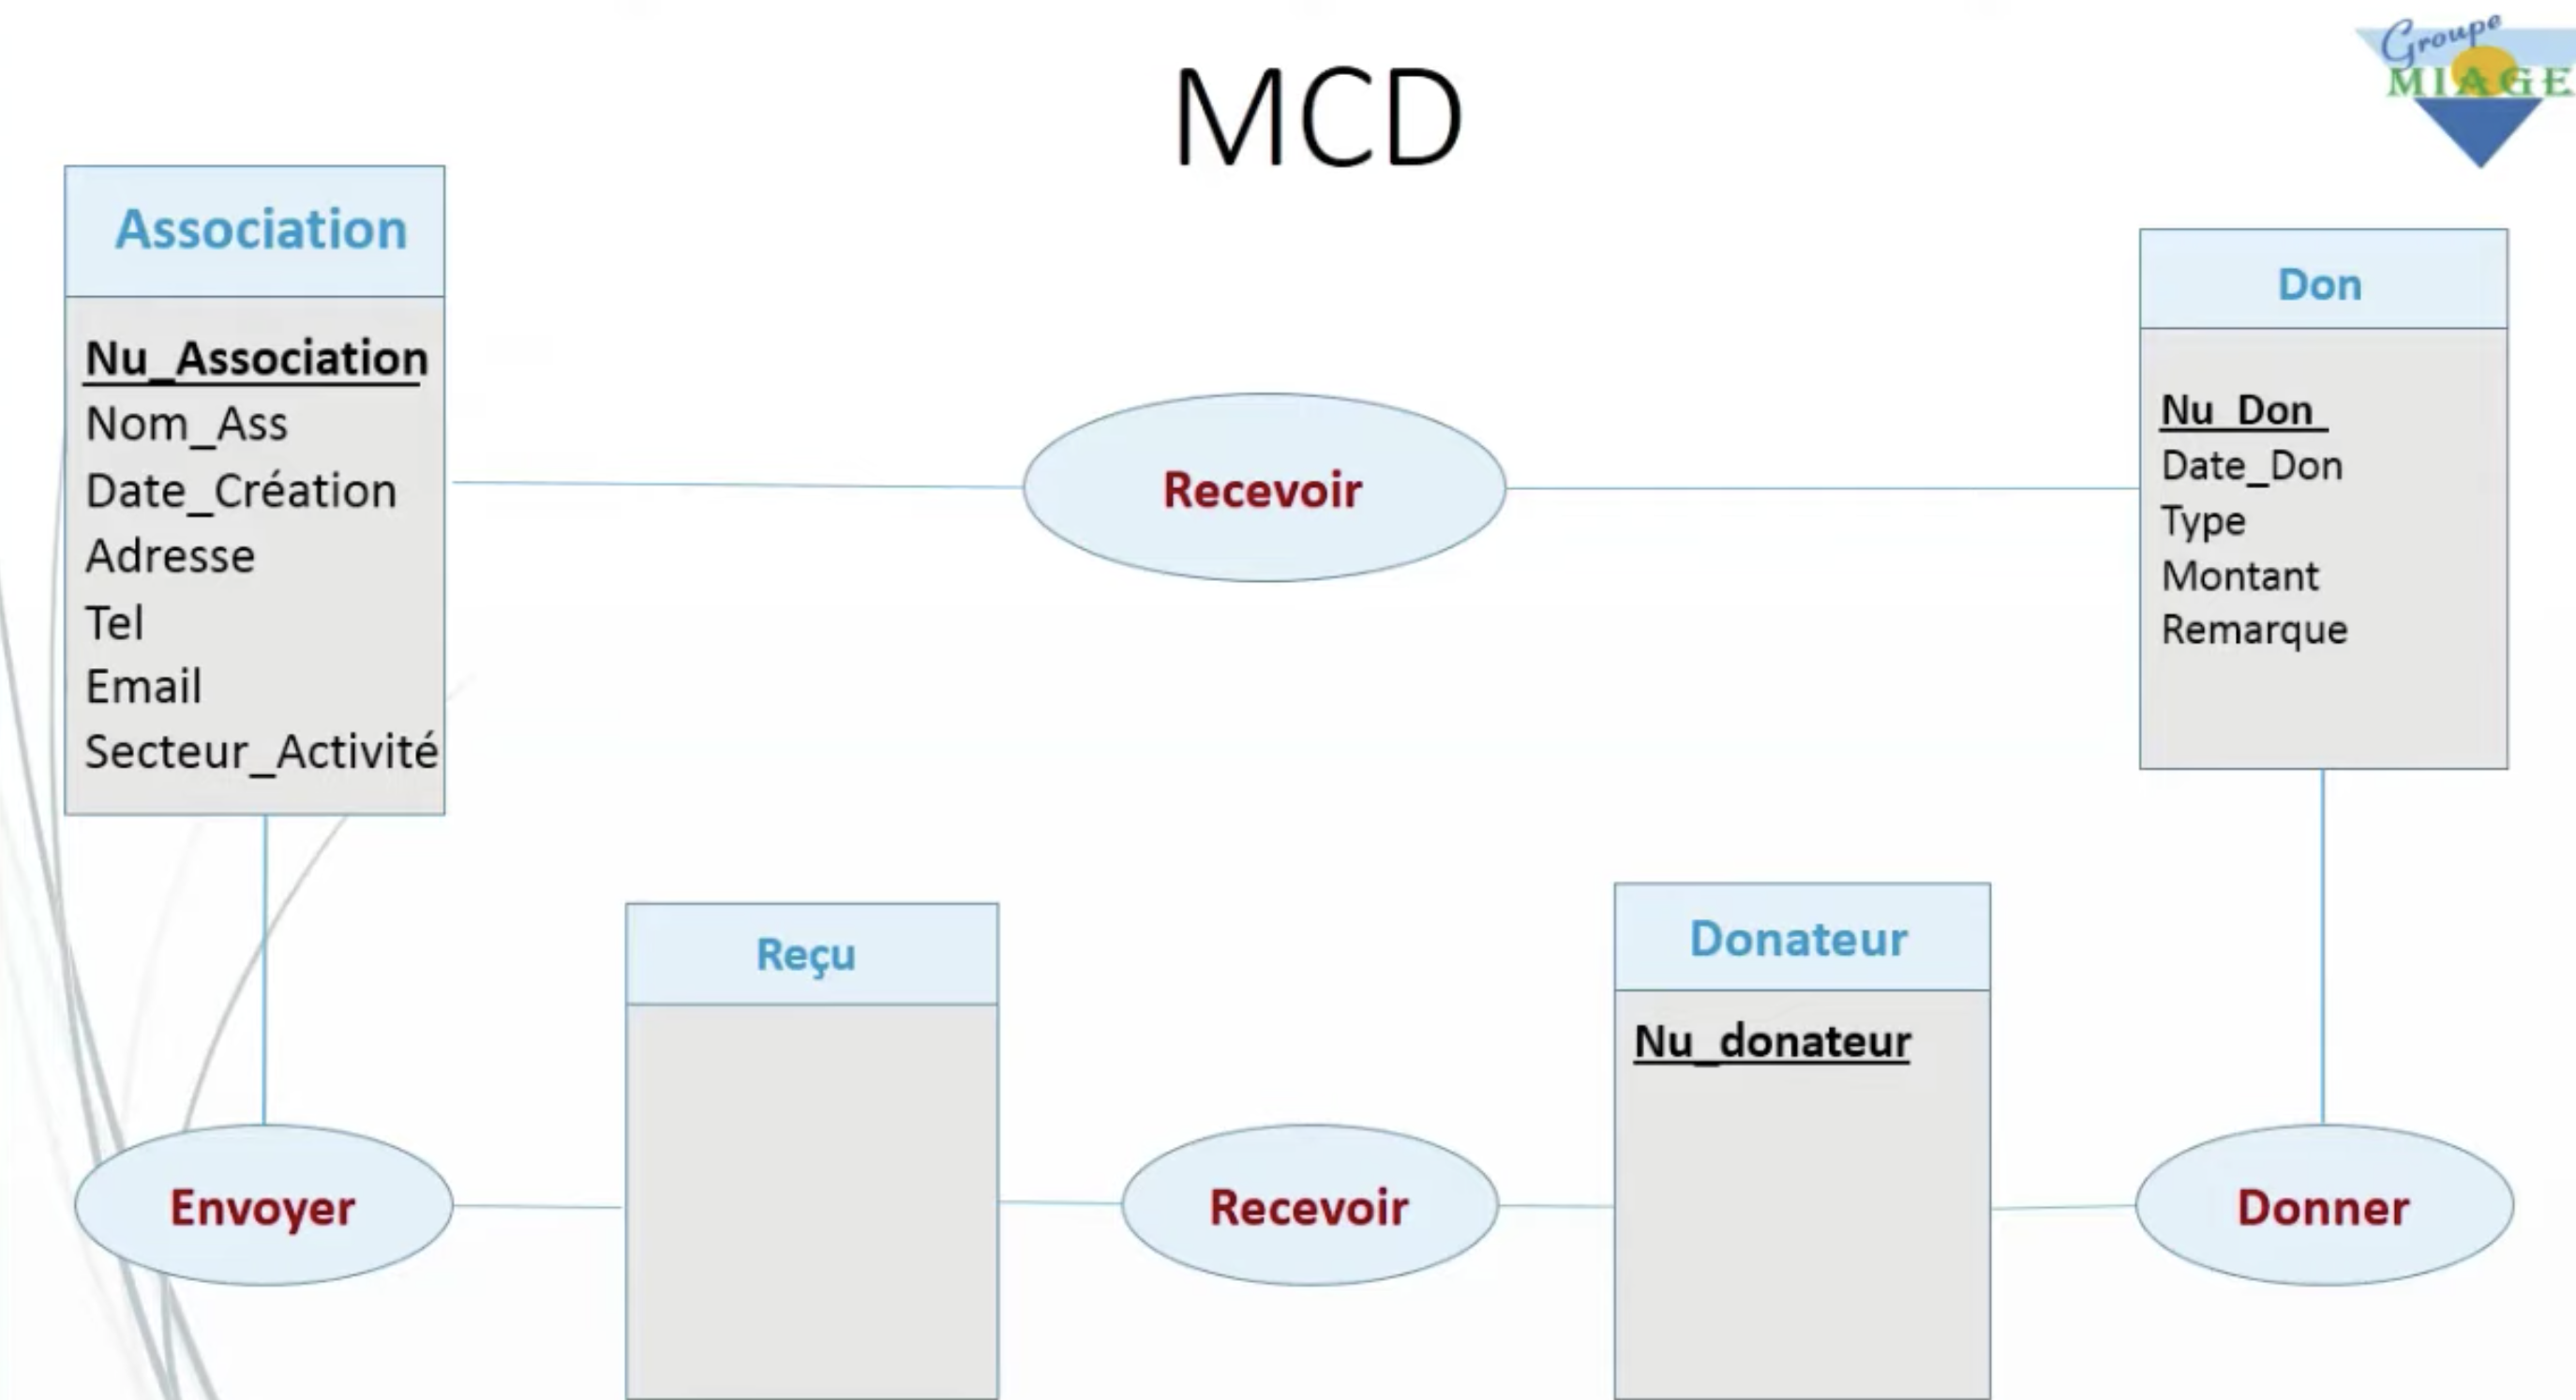 Groupe
MIAGE
MCD
Association
Nu_Association
Nom_Ass
Date_Création
Adresse
Tel
Email
Secteur_Activité
Recevoir
Don
Nu_Don
Date_Don
Type
Montant
Remarque
Envoyer
Reçu
Recevoir
Donateur
Nu_donateur
Donner